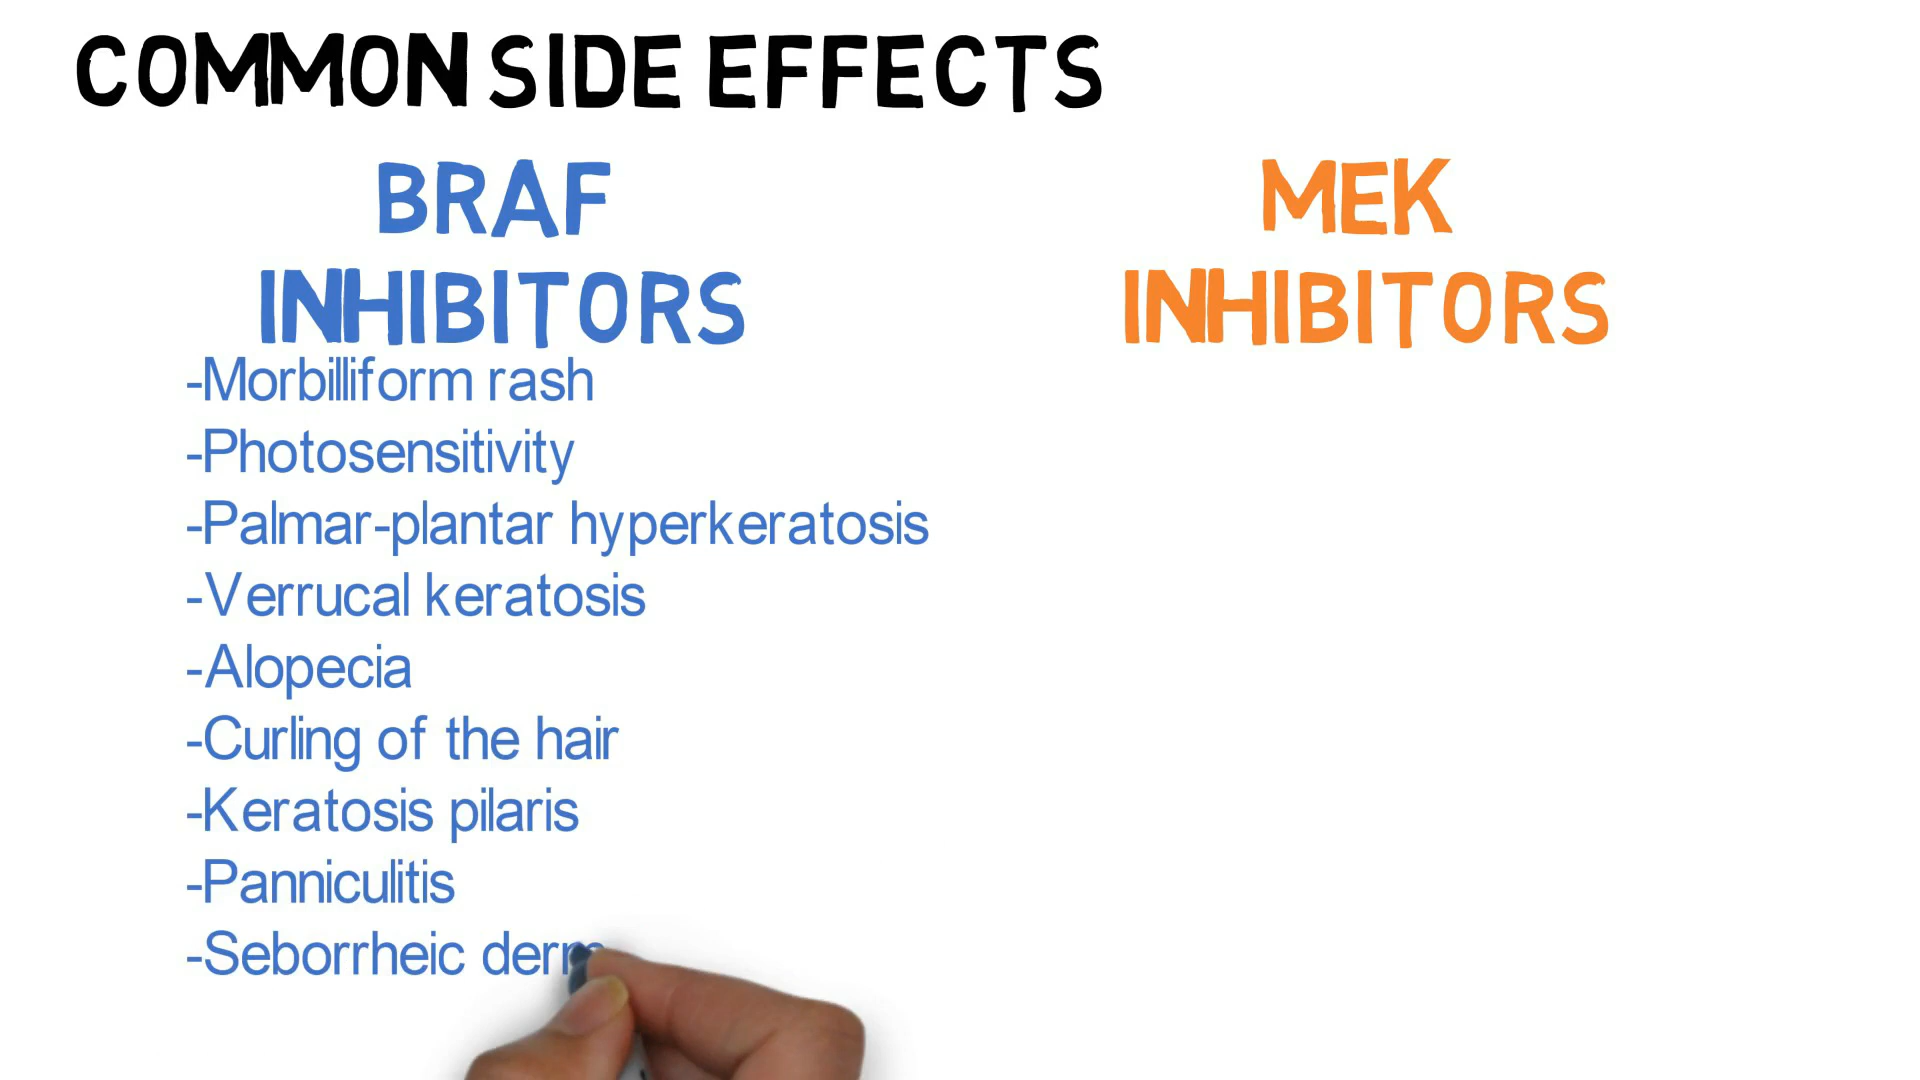 COMMON SIDE EFFECTS
BRAF
INHIBITORS
MEK
INHIBITORS
-Morbilliform rash
-Photosensitivity
-Palmar-plantar hyperkeratosis
-Verrucal keratosis
-Alopecia
-Curling of the hair
-Keratosis pilaris
-Panniculitis
-Seborrheic